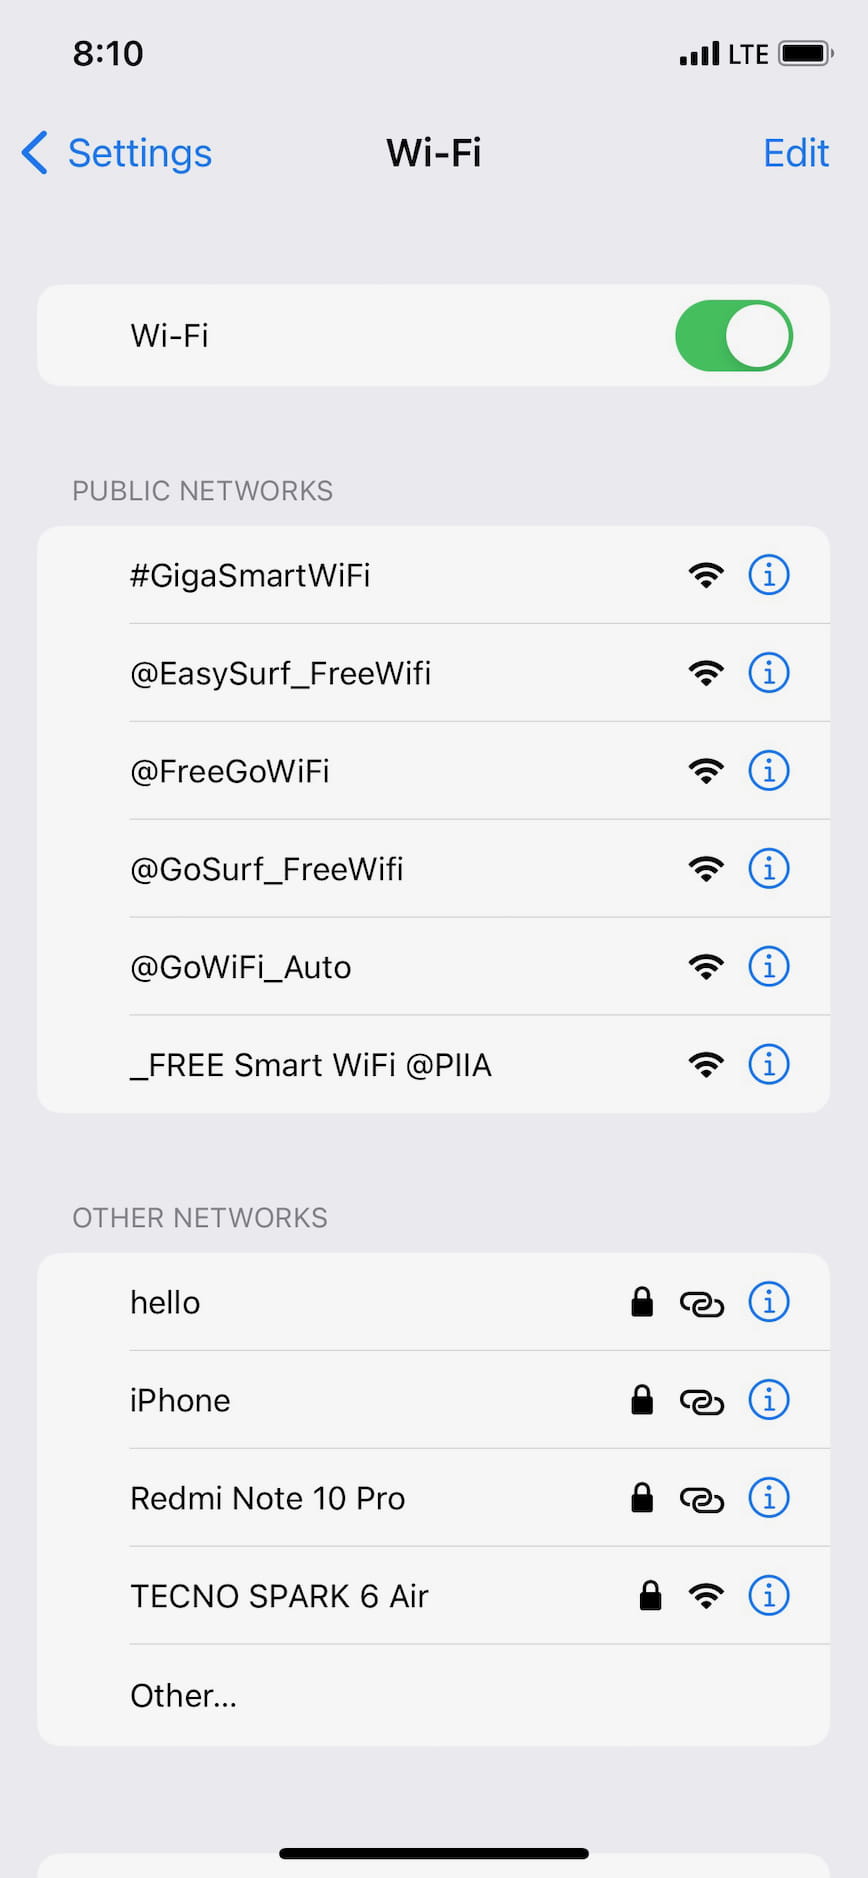 8:10
LTE
Settings
Wi-Fi
Edit
Wi-Fi
PUBLIC NETWORKS
#GigaSmartWiFi
@EasySurf_FreeWifi
@FreeGoWiFi
@GoSurf_FreeWifi
@GoWiFi_Auto
_FREE Smart WiFi @PIIA
OTHER NETWORKS
hello
iPhone
Redmi Note 10 Pro
TECNO SPARK 6 Air
Other...